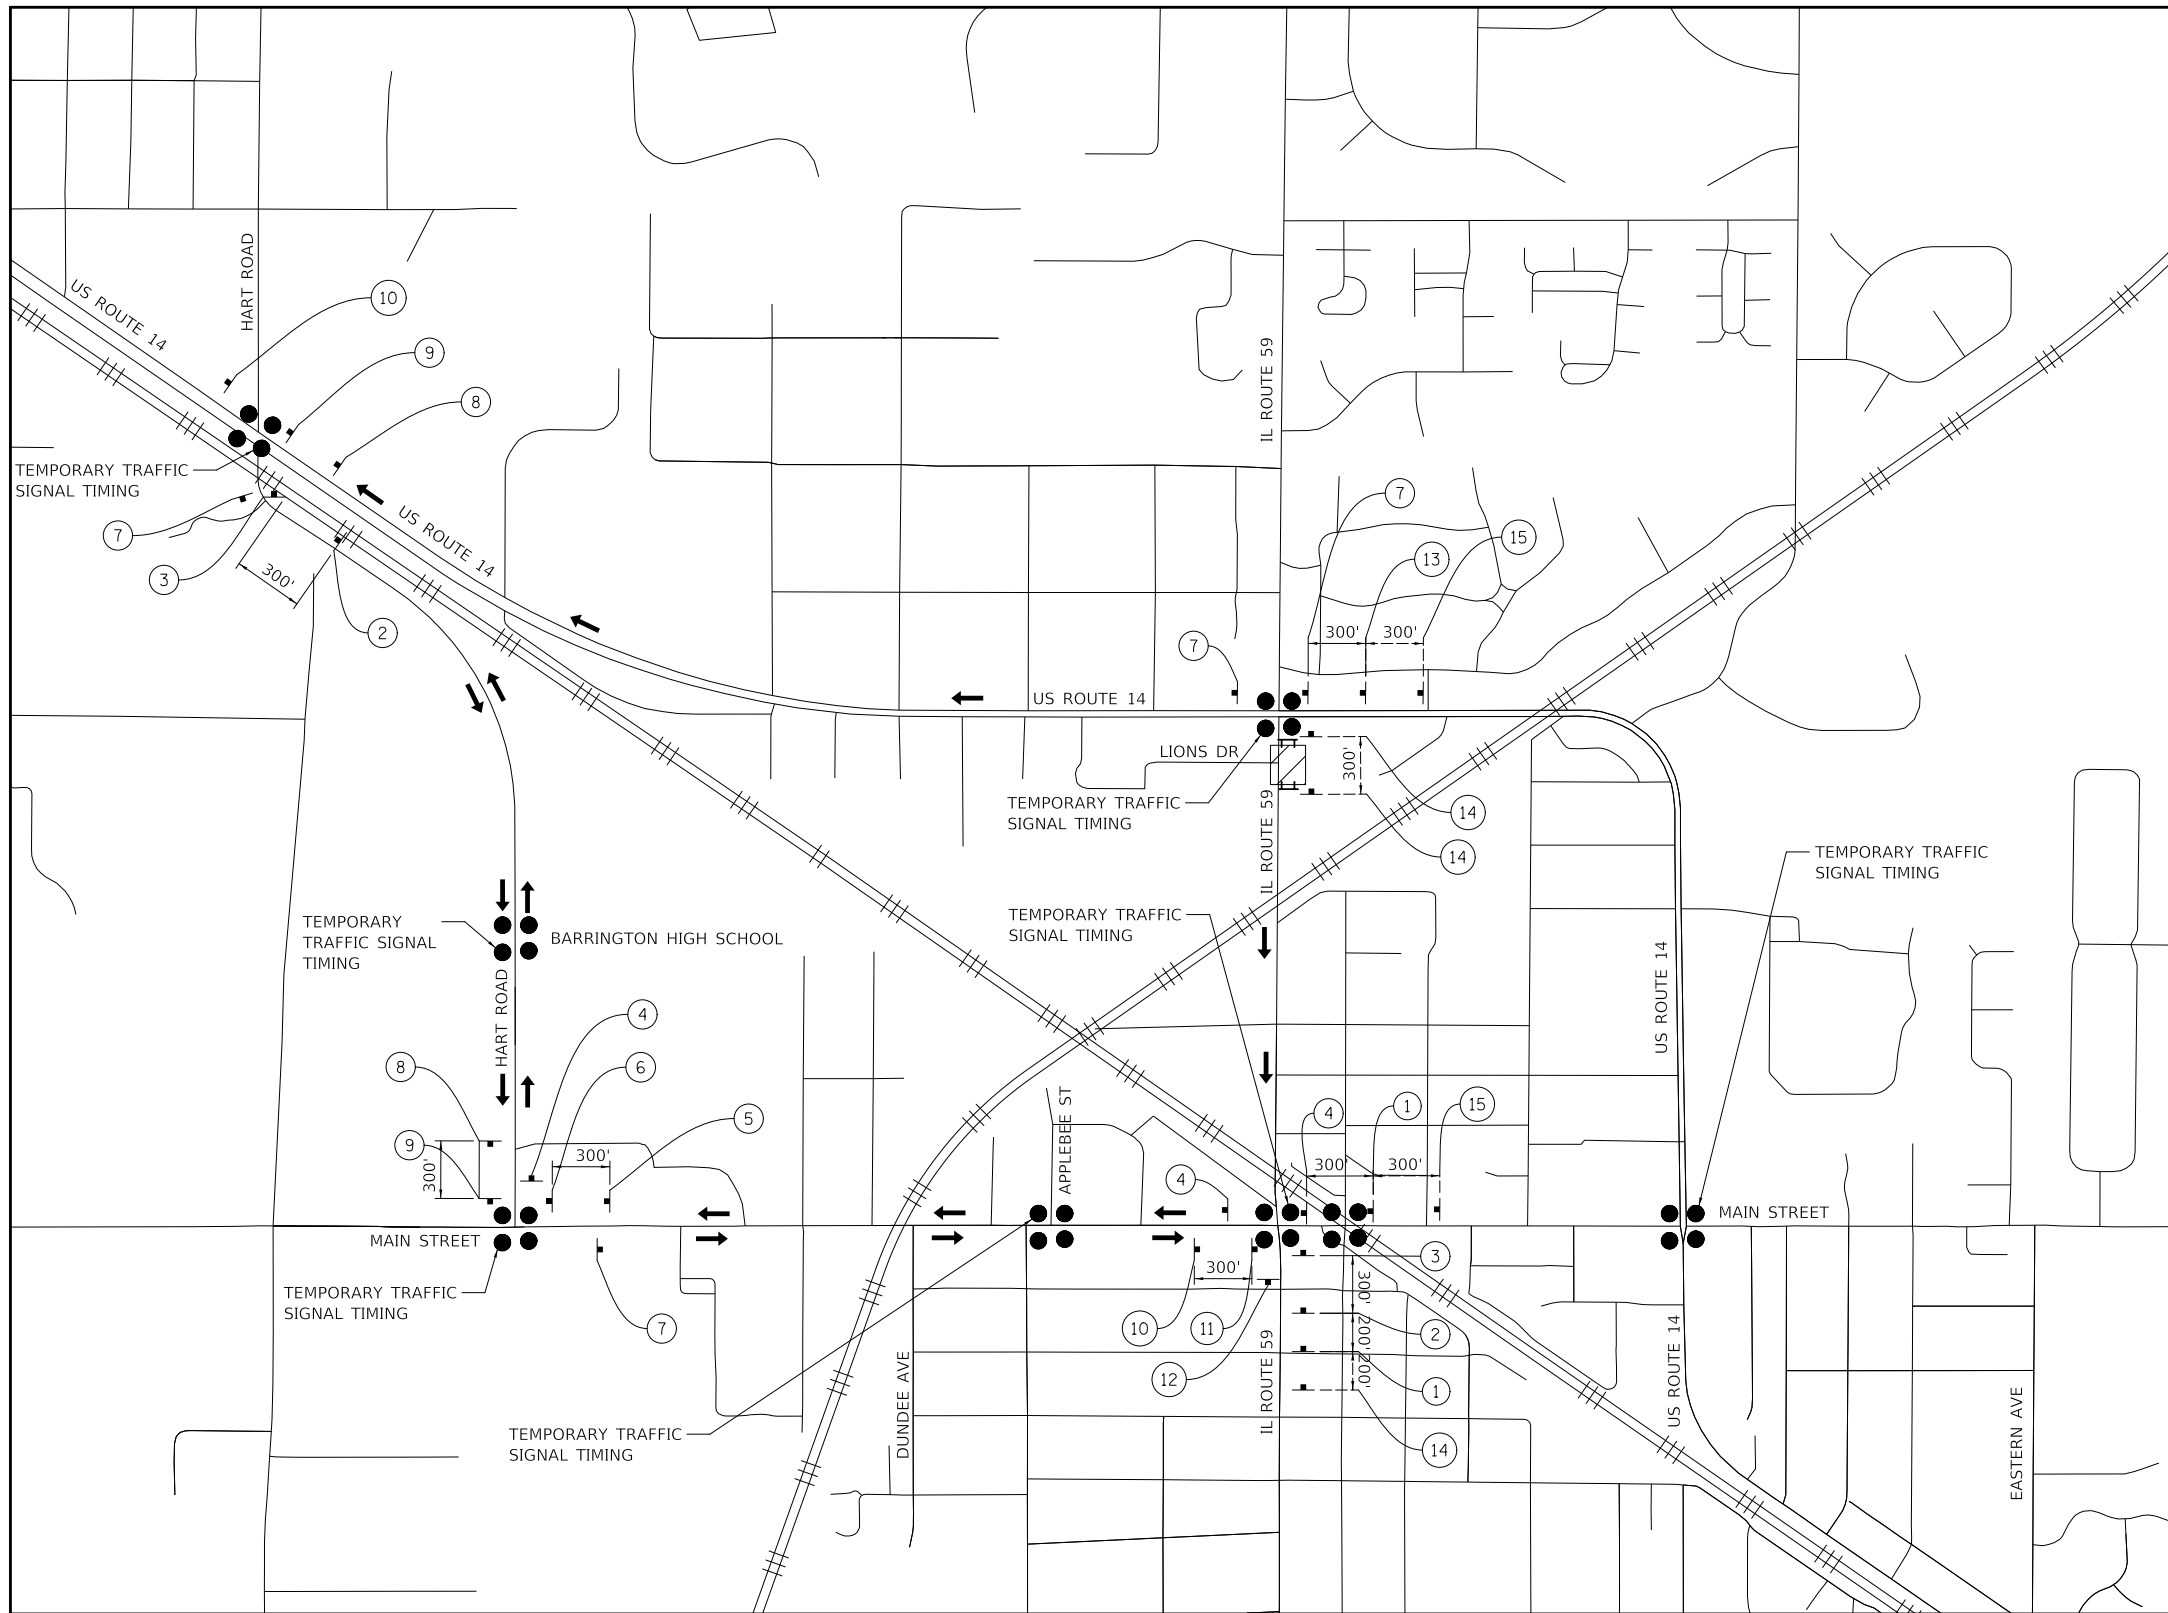 HART ROAD
US ROUTE 14
10
9
8
TEMPORARY TRAFFIC
SIGNAL TIMING
7
3
300'
2
US ROUTE 14
IL ROUTE 59
7
15
13
300'
300'
7
US ROUTE 14
LIONS DR
300'
TEMPORARY TRAFFIC
SIGNAL TIMING
14
14
IL ROUTE 59
TEMPORARY TRAFFIC
SIGNAL TIMING
TEMPORARY
TRAFFIC SIGNAL
TIMING
BARRINGTON HIGH SCHOOL
TEMPORARY TRAFFIC
SIGNAL TIMING
US ROUTE 14
HART ROAD
4
6
8
5
9
300'
300'
APPLEBEE ST
4
4
1
15
300'
300'
MAIN STREET
MAIN STREET
TEMPORARY TRAFFIC
SIGNAL TIMING
7
300'
10
11
12
3
300'
2
200'
200'
1
14
DUNDEE AVE
IL ROUTE 59
US ROUTE 14
EASTERN AVE
TEMPORARY TRAFFIC
SIGNAL TIMING